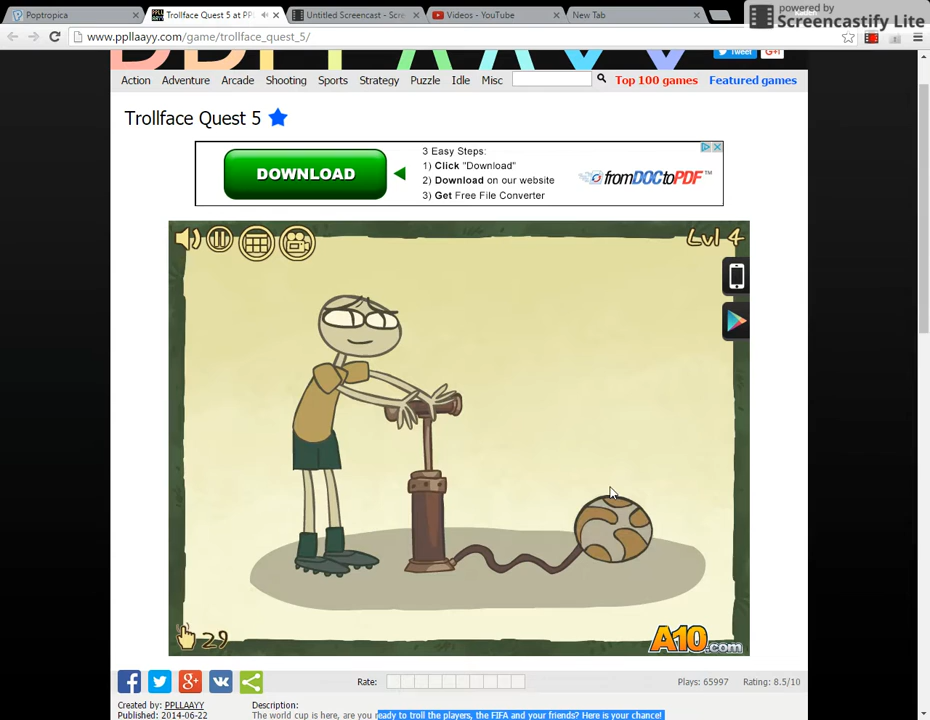 powered by
Screencastify Lite
Poptropica
Trollface Quest 5 at PP
Untitled Screencast - Scre
Videos - YouTube
New Tab
www.ppllaayy.com/game/trollface_quest_5/
Tweet
G+1
Action Adventure Arcade Shooting Sports Strategy Puzzle Idle Misc Top 100 games Featured games
Trollface Quest 5
DOWNLOAD
3 Easy Steps:
1) Click "Download"
2) Download on our website
3) Get Free File Converter
fromDOCtoPDF™
Lvl 4
29
A10.com
Rate:
Plays: 65997
Rating: 8.5/10
Created by: PPLLAAYY
Published: 2014-06-22
Description:
The world cup is here, are you ready to troll the players, the FIFA and your friends? Here is your chance!